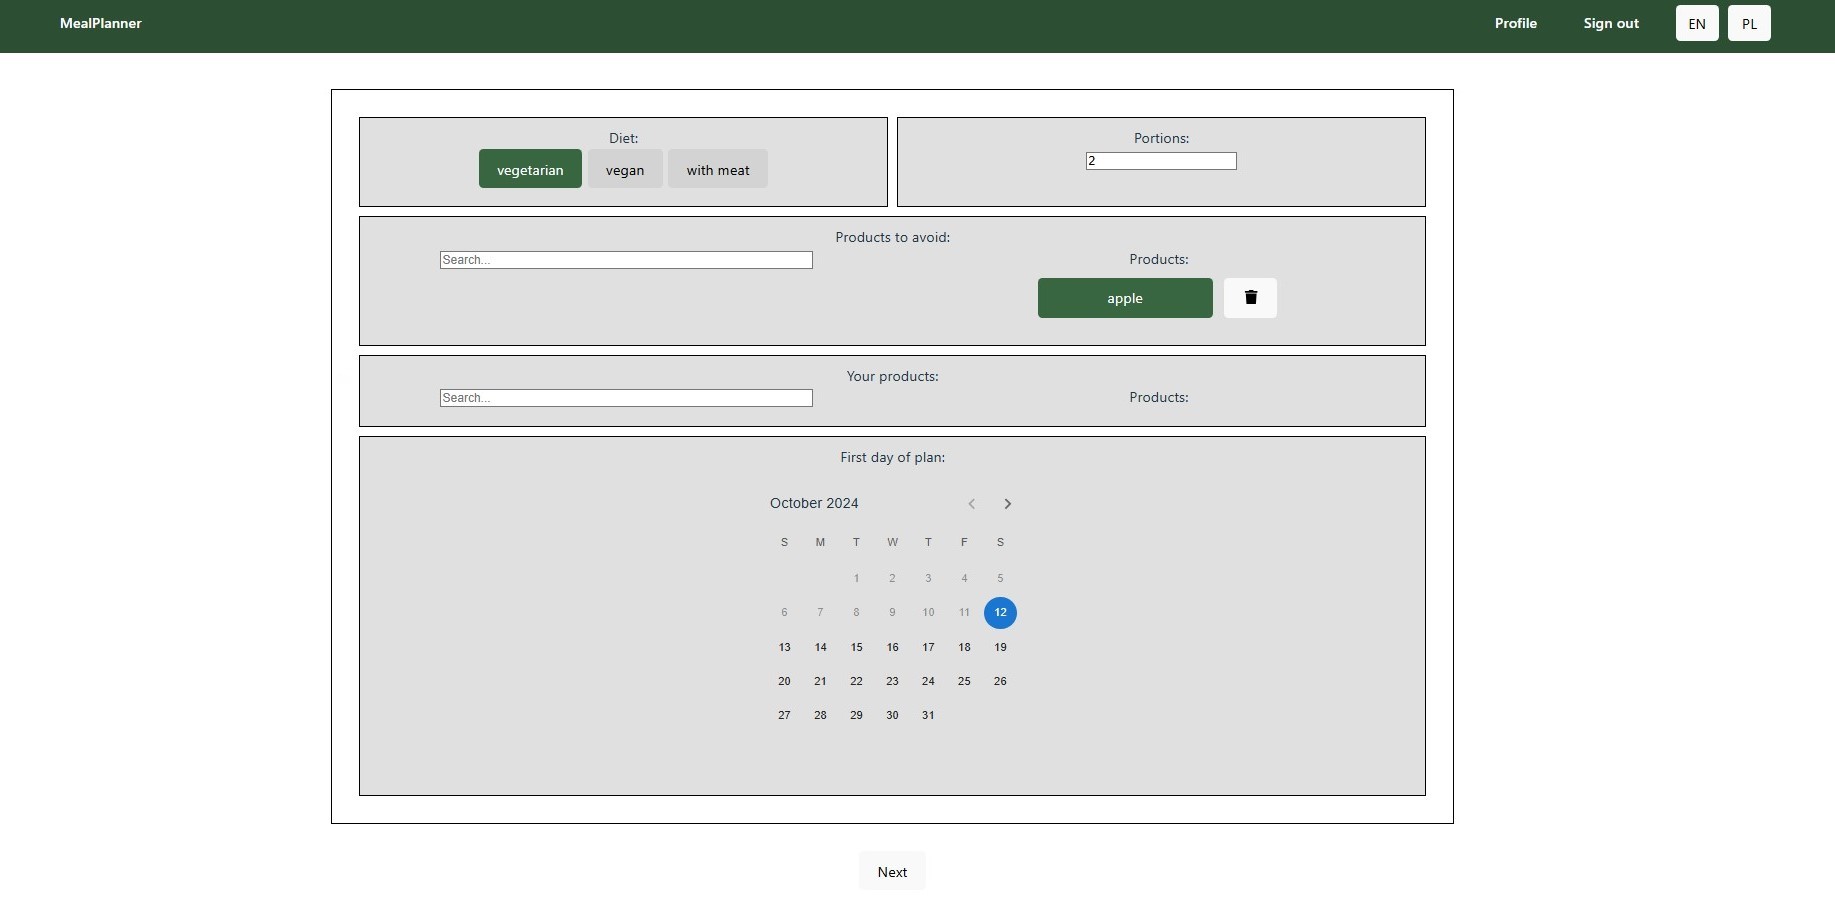 MealPlanner Profile Sign out EN PL
Diet:
vegetarian vegan with meat
Portions:
2
Products to avoid:
Search...
Products:
apple
Your products:
Search...
Products:
First day of plan:
October 2024
S M T W T F S
1 2 3 4 5
6 7 8 9 10 11 12
13 14 15 16 17 18 19
20 21 22 23 24 25 26
27 28 29 30 31
Next